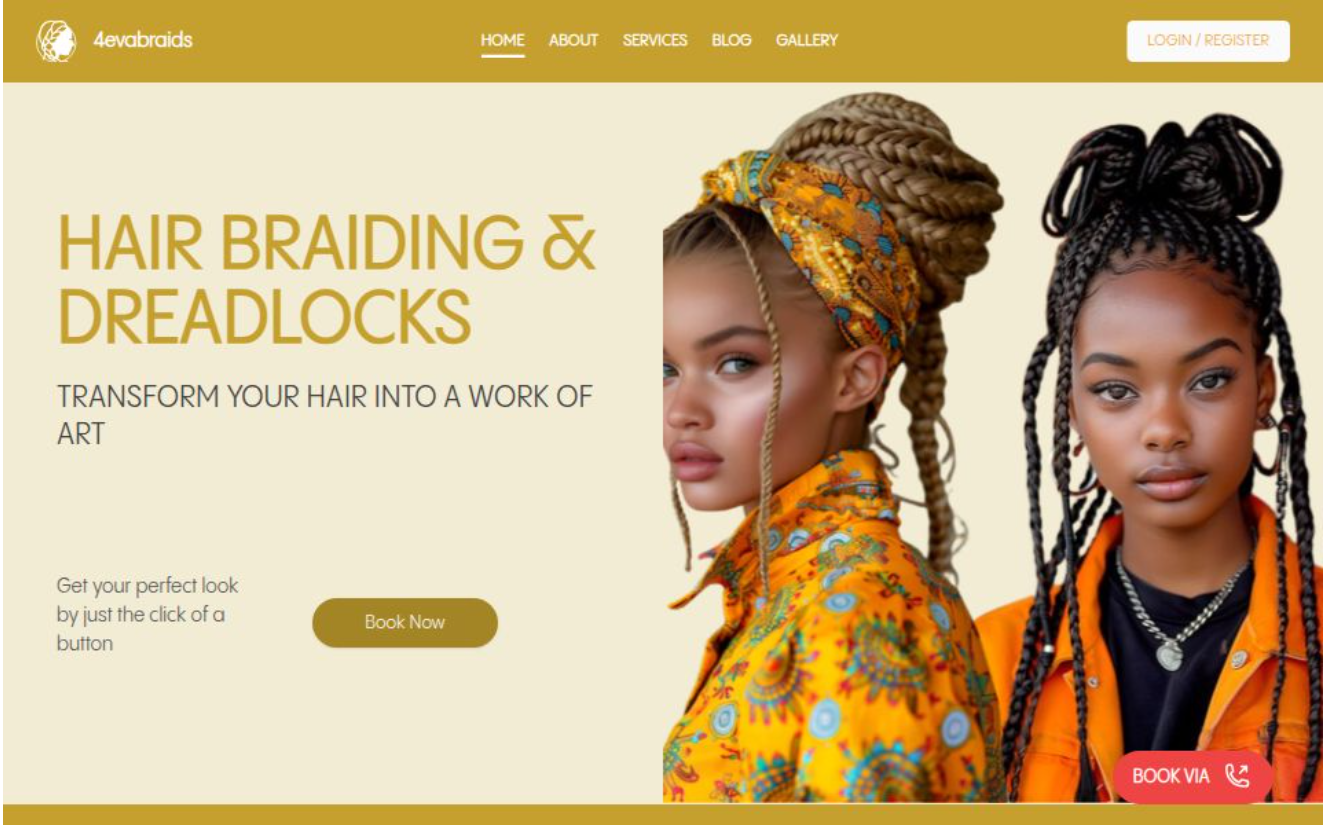 4evabraids
HOME ABOUT SERVICES BLOG GALLERY
LOGIN / REGISTER
HAIR BRAIDING &
DREADLOCKS
TRANSFORM YOUR HAIR INTO A WORK OF
ART
Get your perfect look
by just the click of a
button
Book Now
BOOK VIA